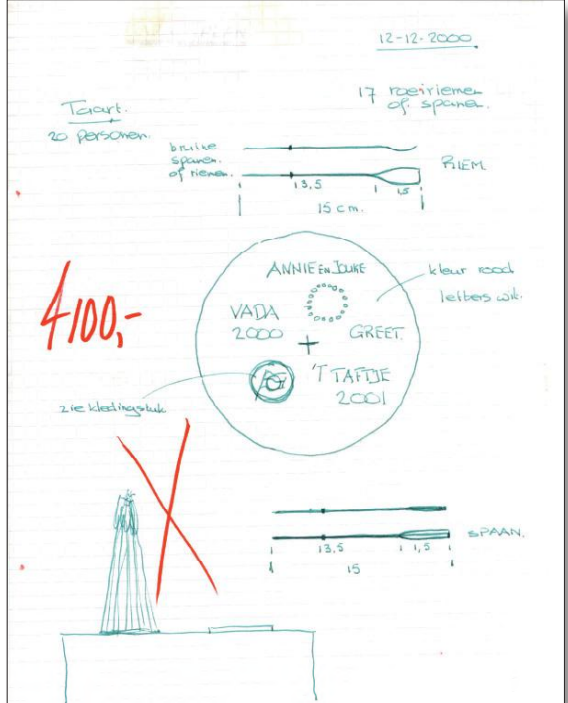 12-12-2000
17 roeiriemen
of spanen.
Taart.
20 personen.
spanen
of riemen
RIEM
13,5
1,5
15 cm.
ANNIE EN JOUKE
kleur rood
letters wit.
4100,-
VADA
2000
GREET.
'T TAFTJE
2001
zie kledingstuk
SPAAN.
13,5
1,5
15